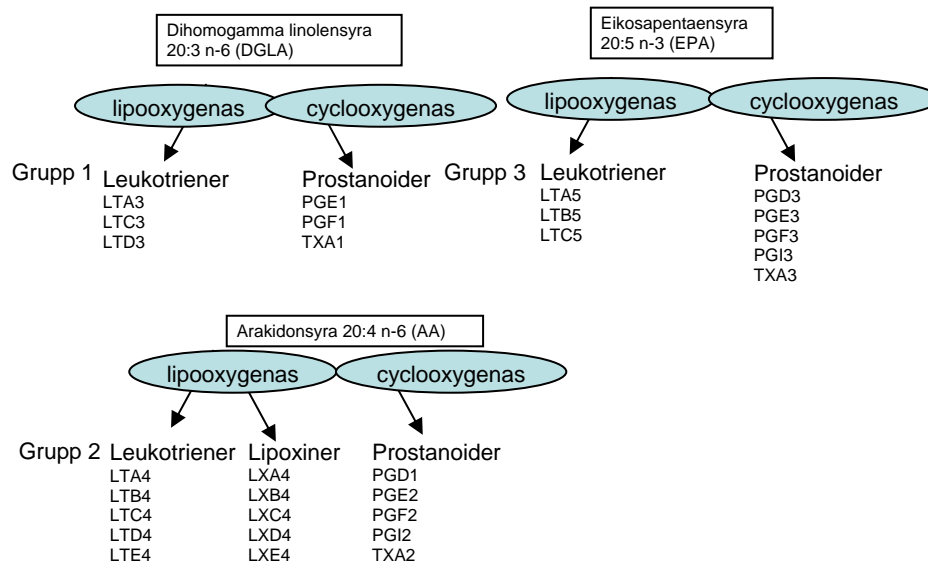 Dihomogamma linolensyra
20:3 n-6 (DGLA)
lipooxygenas
cyclooxygenas
Grupp 1
Leukotriener
LTA3
LTC3
LTD3
Prostanoider
PGE1
PGF1
TXA1
Eikosapentaensyra
20:5 n-3 (EPA)
lipooxygenas
cyclooxygenas
Grupp 3
Leukotriener
LTA5
LTB5
LTC5
Prostanoider
PGD3
PGE3
PGF3
PGI3
TXA3
Arakidonsyra 20:4 n-6 (AA)
lipooxygenas
cyclooxygenas
Grupp 2
Leukotriener
LTA4
LTB4
LTC4
LTD4
LTE4
Lipoxiner
LXA4
LXB4
LXC4
LXD4
LXE4
Prostanoider
PGD1
PGE2
PGF2
PGI2
TXA2